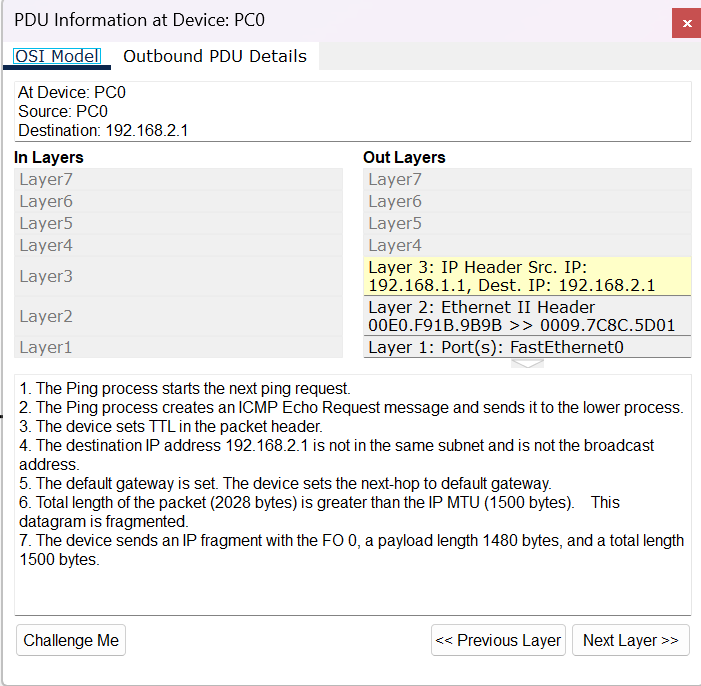 PDU Information at Device: PC0
×
OSI Model Outbound PDU Details
At Device: PC0
Source: PC0
Destination: 192.168.2.1
In Layers
Layer7
Layer6
Layer5
Layer4
Layer3
Layer2
Layer1
Out Layers
Layer7
Layer6
Layer5
Layer4
Layer 3: IP Header Src. IP:
192.168.1.1, Dest. IP: 192.168.2.1
Layer 2: Ethernet II Header
00E0.F91B.9B9B >> 0009.7C8C.5D01
Layer 1: Port(s): FastEthernet0
1. The Ping process starts the next ping request.
2. The Ping process creates an ICMP Echo Request message and sends it to the lower process.
3. The device sets TTL in the packet header.
4. The destination IP address 192.168.2.1 is not in the same subnet and is not the broadcast
address.
5. The default gateway is set. The device sets the next-hop to default gateway.
6. Total length of the packet (2028 bytes) is greater than the IP MTU (1500 bytes). This
datagram is fragmented.
7. The device sends an IP fragment with the FO 0, a payload length 1480 bytes, and a total length
1500 bytes.
Challenge Me
<< Previous Layer
Next Layer >>